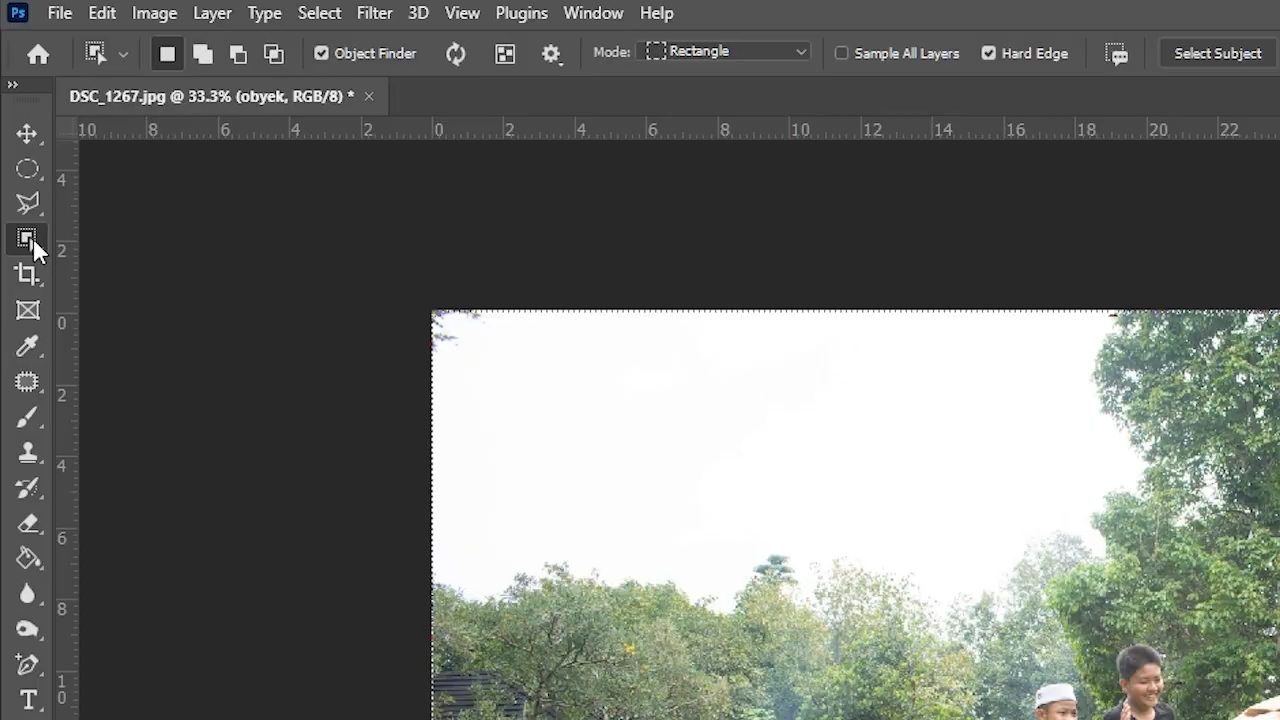 Ps File Edit Image Layer Type Select Filter 3D View Plugins Window Help
Object Finder Mode: Rectangle Sample All Layers Hard Edge Select Subject
DSC_1267.jpg @ 33.3% (obyek, RGB/8) * ×
10 8 6 4 2 0 2 4 6 8 10 12 14 16 18 20 22
4
2
0
2
4
6
8
10
T